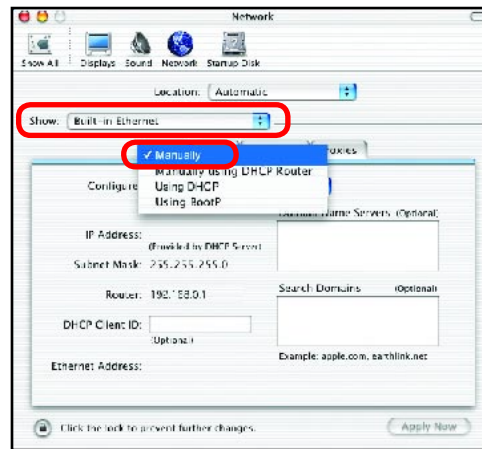 Network
Show All Displays Sound Network Startup Disk
Location: Automatic
Show: Built-in Ethernet
✓ Manually
Manually using DHCP Router
Using DHCP
Using BootP
Proxies
Configure
Domain Name Servers (Optional)
IP Address:
(Provided by DHCP Server)
Subnet Mask: 255.255.255.0
Router: 192.168.0.1
Search Domains (Optional)
DHCP Client ID:
(Optional)
Example: apple.com, earthlink.net
Ethernet Address:
Click the lock to prevent further changes.
Apply Now